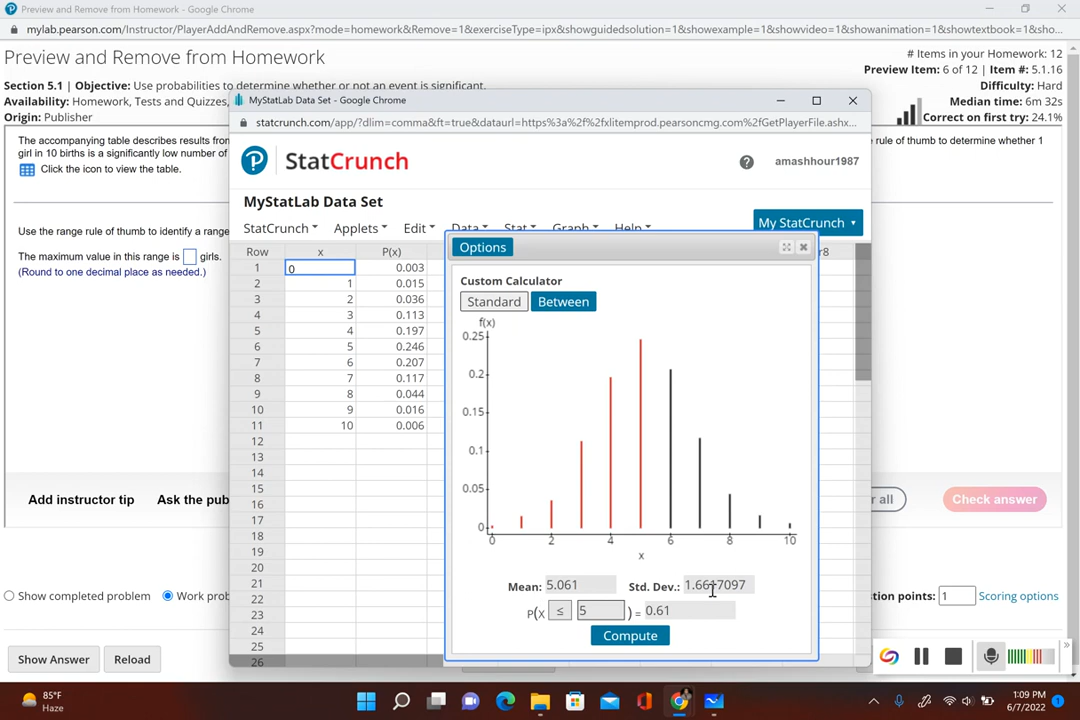 Preview and Remove from Homework - Google Chrome
mylab.pearson.com/Instructor/PlayerAddAndRemove.aspx?mode=homework&Remove=1&exerciseType=ipx&showguidedsolution=1&showexample=1&showvideo=1&showanimation=1&showtextbook=1&sho...
Preview and Remove from Homework
# Items in your Homework: 12
Preview Item: 6 of 12 | Item #: 5.1.16
Section 5.1 | Objective: Use probabilities to determine whether or not an event is significant.
Difficulty: Hard
Availability: Homework, Tests and Quizzes,
Median time: 6m 32s
Origin: Publisher
Correct on first try: 24.1%
The accompanying table describes results from
rule of thumb to determine whether 1
girl in 10 births is a significantly low number of
Click the icon to view the table.
Use the range rule of thumb to identify a range
The maximum value in this range is girls.
(Round to one decimal place as needed.)
Add instructor tip
Ask the pub
r all
Check answer
Show completed problem
Work prob
tion points: 1
Scoring options
Show Answer
Reload
MyStatLab Data Set - Google Chrome
statcrunch.com/app/?dlim=comma&ft=true&dataurl=https%3a%2f%2fxlitemprod.pearsoncmg.com%2fGetPlayerFile.ashx...
P StatCrunch
? amashhour1987
MyStatLab Data Set
StatCrunch Applets Edit Data Stat Graph Help
My StatCrunch
Row x P(x)
r8
1 0 0.003
2 1 0.015
3 2 0.036
4 3 0.113
5 4 0.197
6 5 0.246
7 6 0.207
8 7 0.117
9 8 0.044
10 9 0.016
11 10 0.006
12
13
14
15
16
17
18
19
20
21
22
23
24
25
26
Options
Custom Calculator
Standard Between
f(x)
0.25
0.2
0.15
0.1
0.05
0
0 2 4 6 8 10
x
Mean: 5.061 Std. Dev.: 1.6617097
P(X ≤ 5 ) = 0.61
Compute
85°F
Haze
1:09 PM
6/7/2022